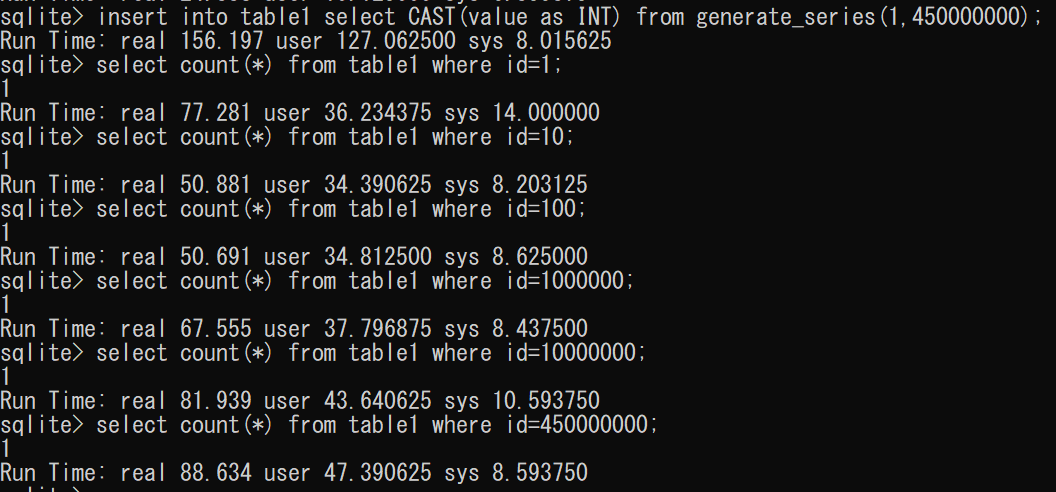 sqlite> insert into table1 select CAST(value as INT) from generate_series(1,450000000);
Run Time: real 156.197 user 127.062500 sys 8.015625
sqlite> select count(*) from table1 where id=1;
1
Run Time: real 77.281 user 36.234375 sys 14.000000
sqlite> select count(*) from table1 where id=10;
1
Run Time: real 50.881 user 34.390625 sys 8.203125
sqlite> select count(*) from table1 where id=100;
1
Run Time: real 50.691 user 34.812500 sys 8.625000
sqlite> select count(*) from table1 where id=1000000;
1
Run Time: real 67.555 user 37.796875 sys 8.437500
sqlite> select count(*) from table1 where id=10000000;
1
Run Time: real 81.939 user 43.640625 sys 10.593750
sqlite> select count(*) from table1 where id=450000000;
1
Run Time: real 88.634 user 47.390625 sys 8.593750